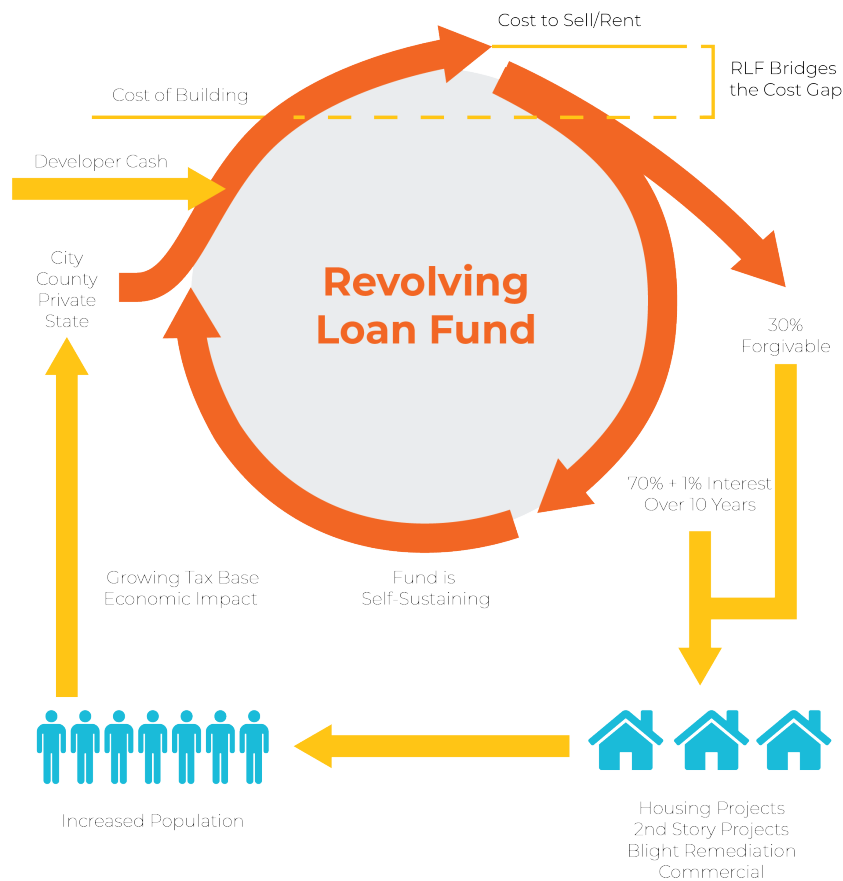 Cost to Sell/Rent
RLF Bridges
the Cost Gap
Cost of Building
Developer Cash
City
County
Private
State
Revolving
Loan Fund
30%
Forgivable
70% + 1% Interest
Over 10 Years
Growing Tax Base
Economic Impact
Fund is
Self-Sustaining
Increased Population
Housing Projects
2nd Story Projects
Blight Remediation
Commercial